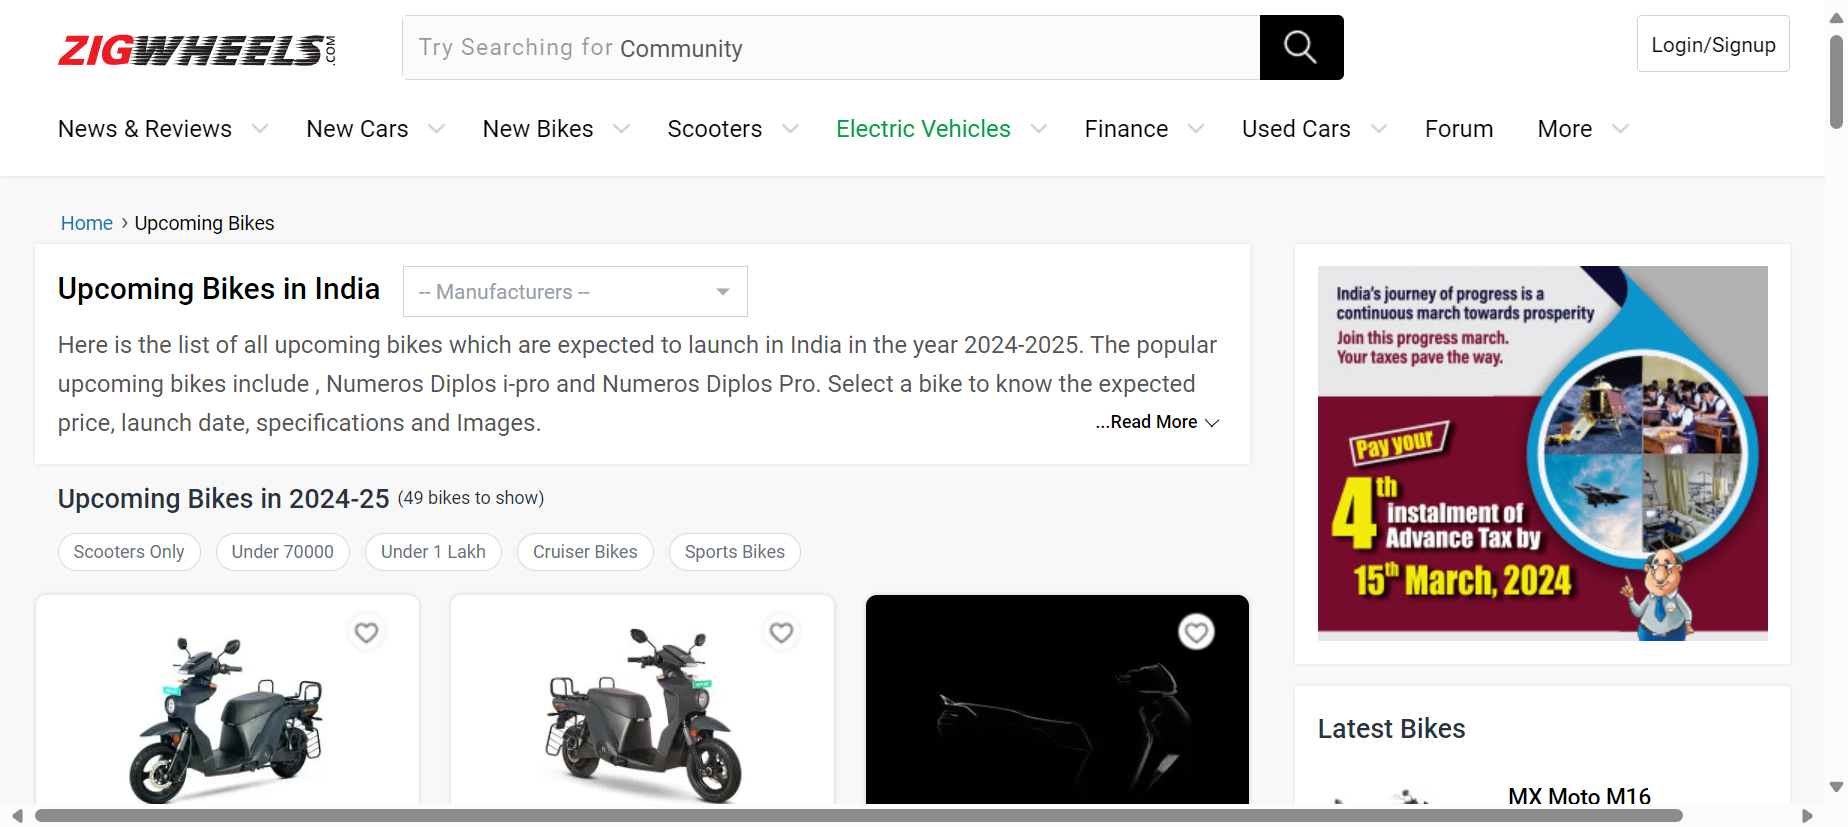 ZIGWHEELS.COM
Try Searching for Community
Login/Signup
News & Reviews
New Cars
New Bikes
Scooters
Electric Vehicles
Finance
Used Cars
Forum
More
Home › Upcoming Bikes
Upcoming Bikes in India
-- Manufacturers --
Here is the list of all upcoming bikes which are expected to launch in India in the year 2024-2025. The popular
upcoming bikes include , Numeros Diplos i-pro and Numeros Diplos Pro. Select a bike to know the expected
price, launch date, specifications and Images.
...Read More
Upcoming Bikes in 2024-25 (49 bikes to show)
Scooters Only
Under 70000
Under 1 Lakh
Cruiser Bikes
Sports Bikes
India's journey of progress is a
continuous march towards prosperity
Join this progress march.
Your taxes pave the way.
Pay your
4th
instalment of
Advance Tax by
15th March, 2024
Latest Bikes
MX Moto M16